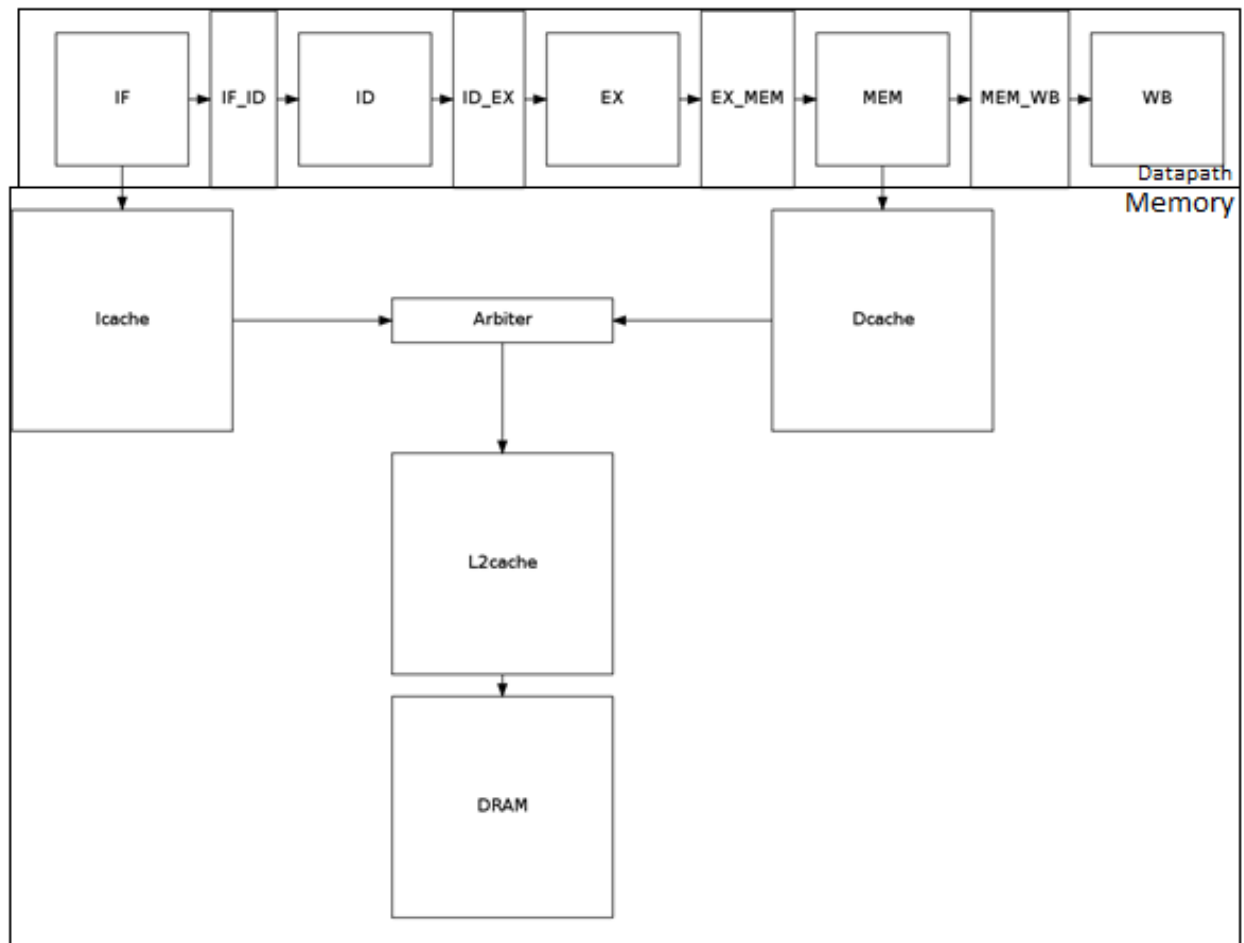 IF
IF_ID
ID
ID_EX
EX
EX_MEM
MEM
MEM_WB
WB
Datapath
Memory
Icache
Arbiter
Dcache
L2cache
DRAM